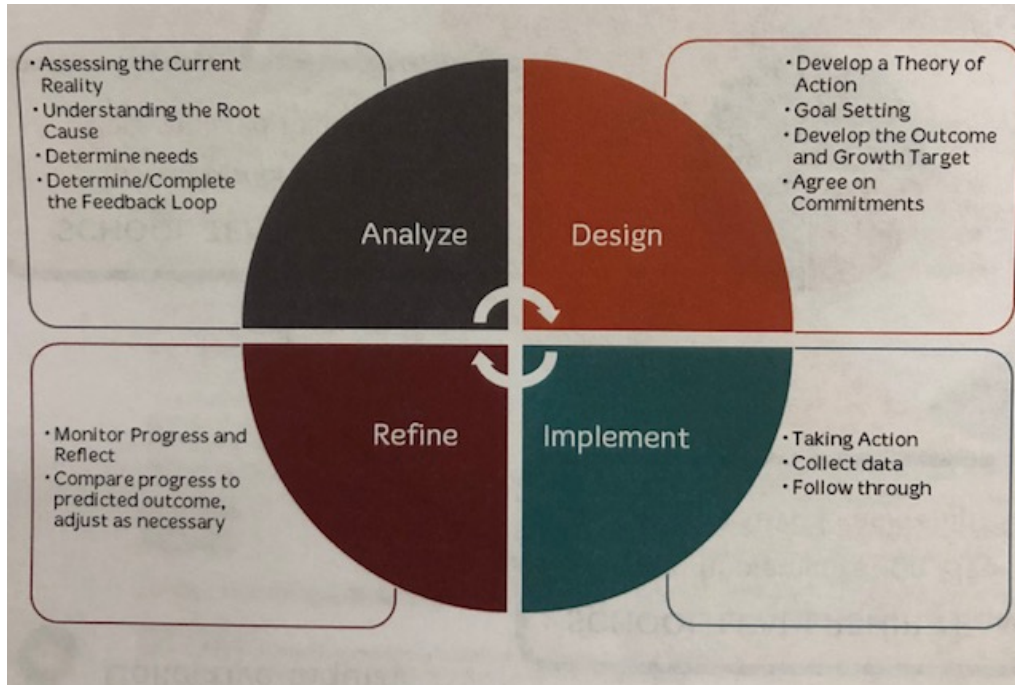 • Assessing the Current
Reality
• Understanding the Root
Cause
• Determine needs
• Determine/Complete
the Feedback Loop
Analyze
Design
• Develop a Theory of
Action
• Goal Setting
• Develop the Outcome
and Growth Target
• Agree on
Commitments
• Monitor Progress and
Reflect
• Compare progress to
predicted outcome,
adjust as necessary
Refine
Implement
• Taking Action
• Collect data
• Follow through